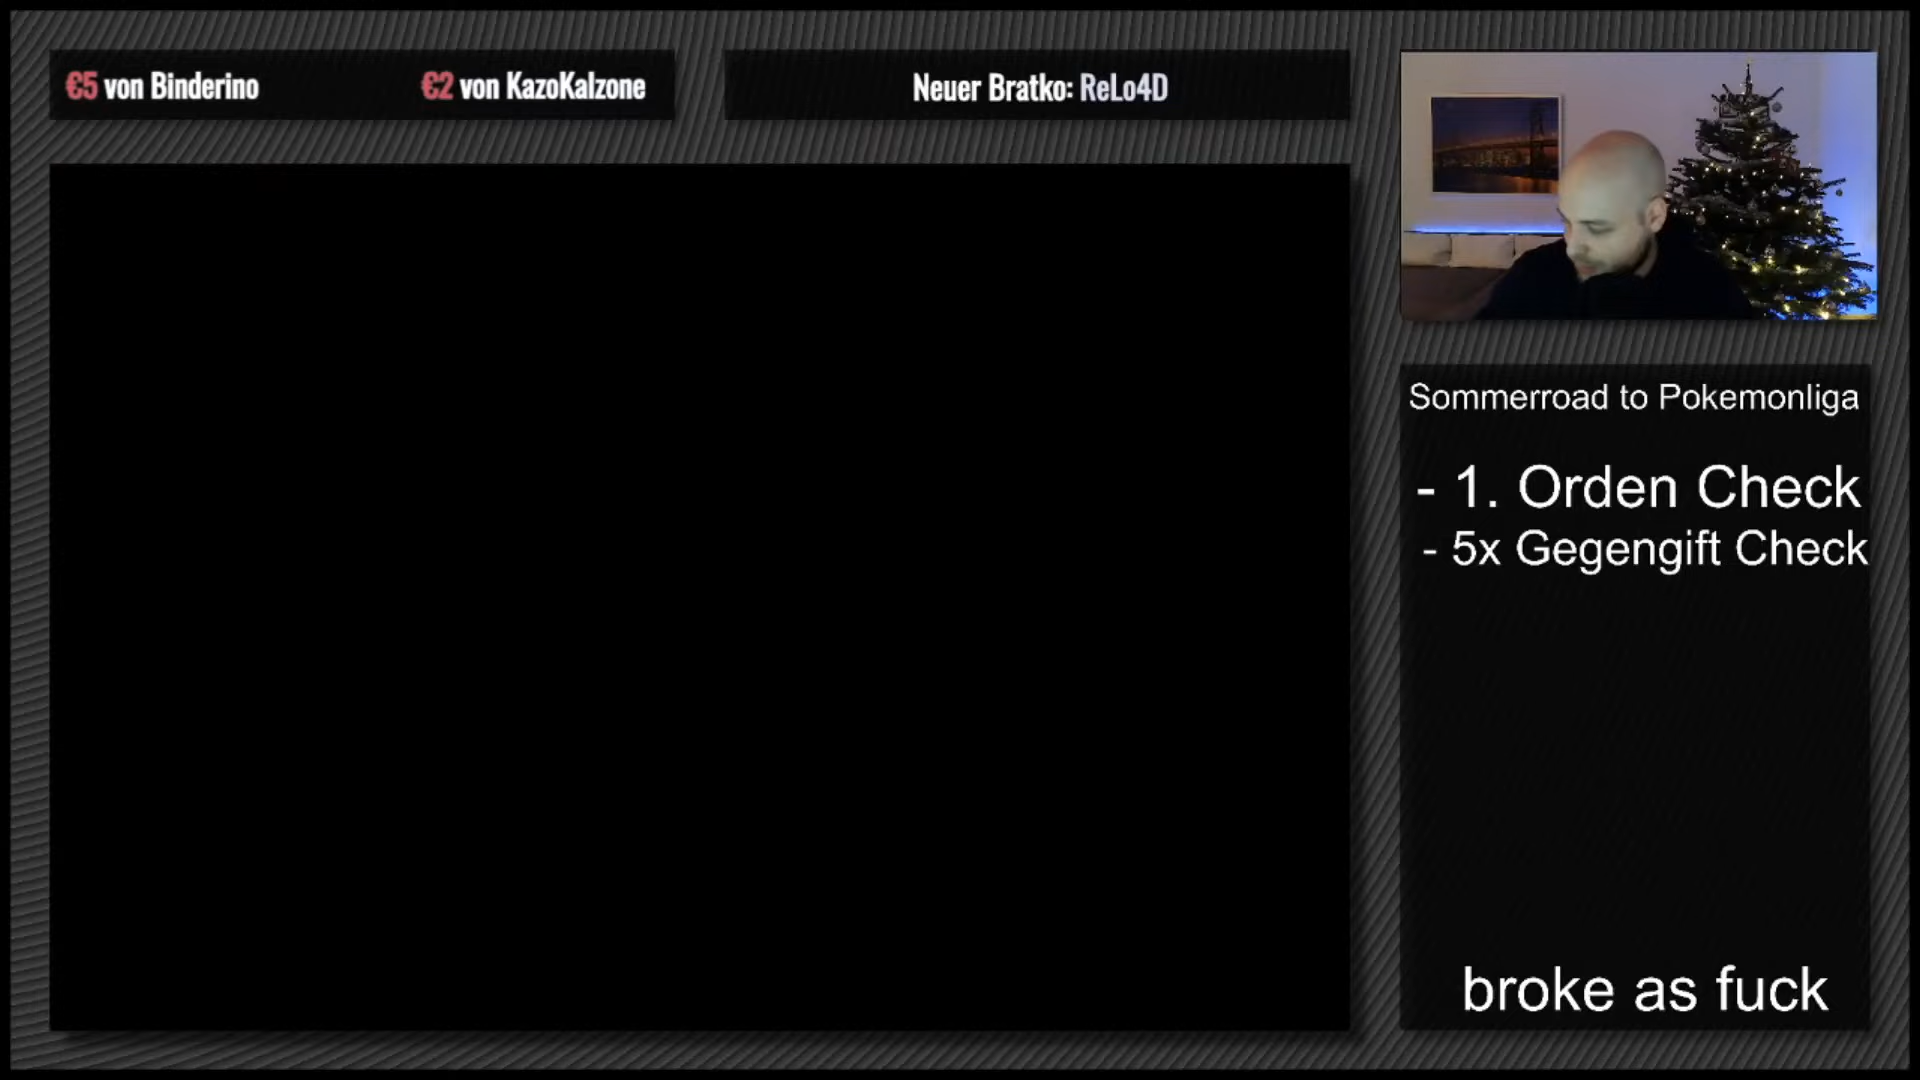 €5 von Binderino
€2 von KazoKalzone
Neuer Bratko: ReLo4D
Sommerroad to Pokemonliga
- 1. Orden Check
- 5x Gegengift Check
broke as fuck